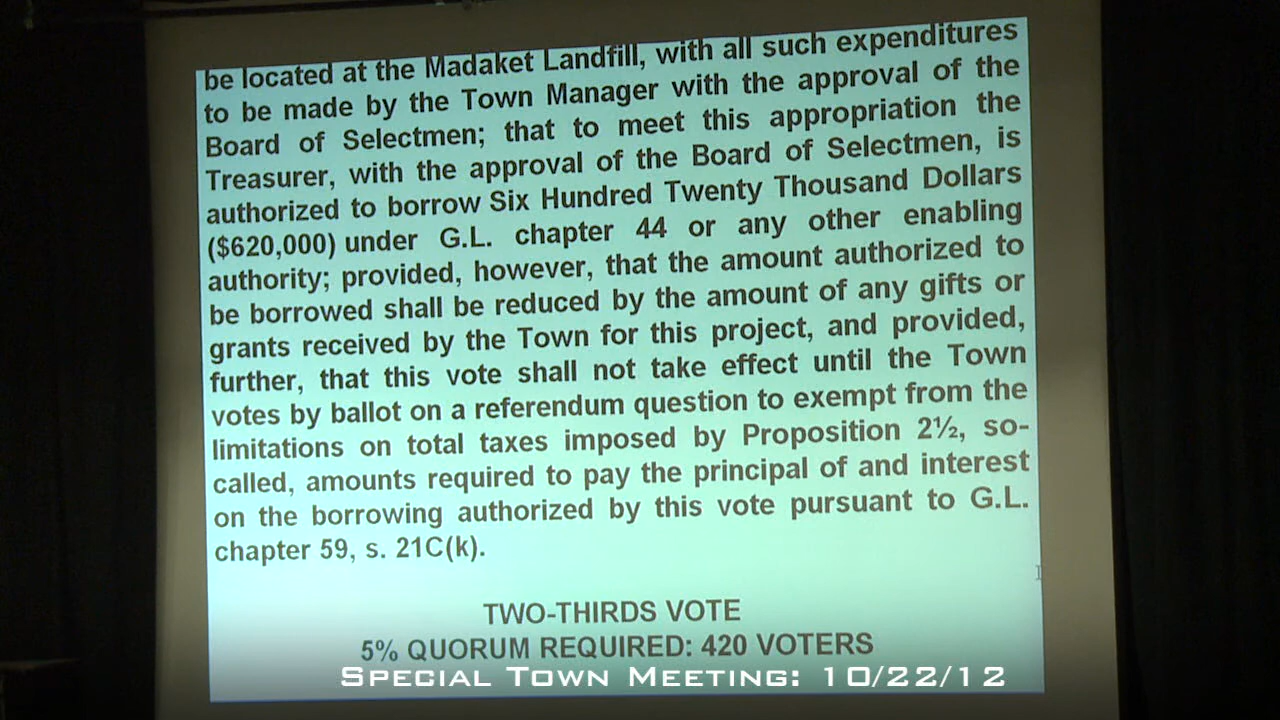 be located at the Madaket Landfill, with all such expenditures
to be made by the Town Manager with the approval of the
Board of Selectmen; that to meet this appropriation the
Treasurer, with the approval of the Board of Selectmen, is
authorized to borrow Six Hundred Twenty Thousand Dollars
($620,000) under G.L. chapter 44 or any other enabling
authority; provided, however, that the amount authorized to
be borrowed shall be reduced by the amount of any gifts or
grants received by the Town for this project, and provided,
further, that this vote shall not take effect until the Town
votes by ballot on a referendum question to exempt from the
limitations on total taxes imposed by Proposition 2½, so-
called, amounts required to pay the principal of and interest
on the borrowing authorized by this vote pursuant to G.L.
chapter 59, s. 21C(k).
TWO-THIRDS VOTE
5% QUORUM REQUIRED: 420 VOTERS
SPECIAL TOWN MEETING: 10/22/12